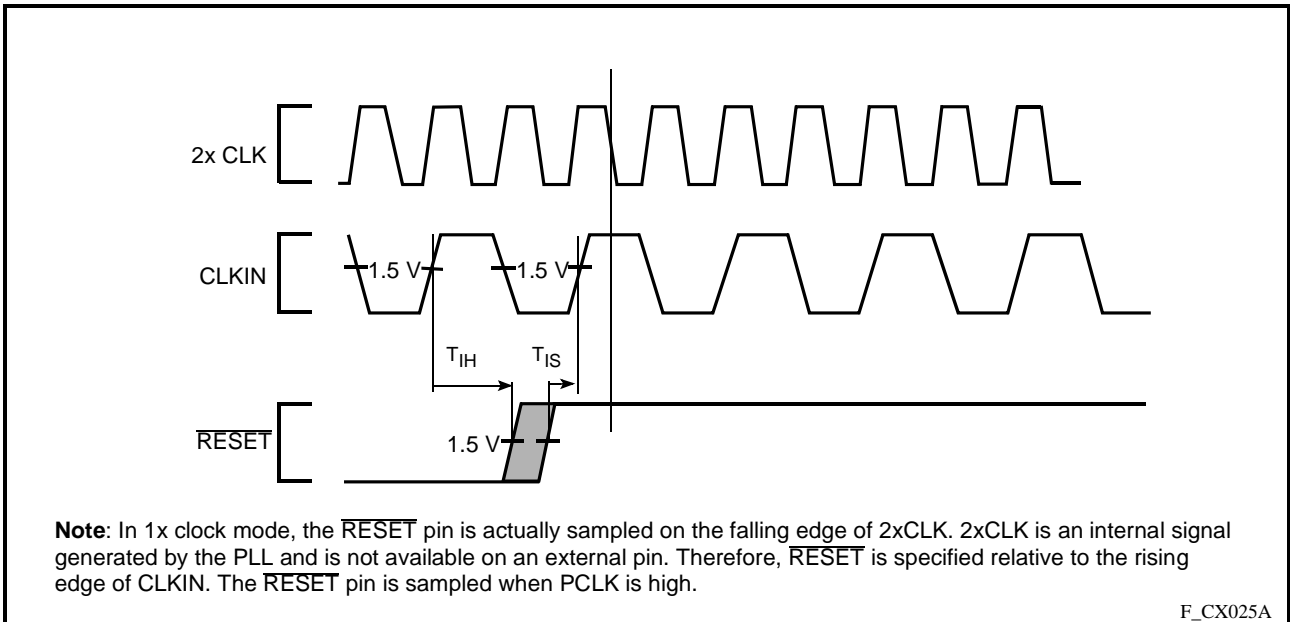 2x CLK
CLKIN
1.5 V
1.5 V
TIH
TIS
RESET
1.5 V
Note: In 1x clock mode, the RESET pin is actually sampled on the falling edge of 2xCLK. 2xCLK is an internal signal
generated by the PLL and is not available on an external pin. Therefore, RESET is specified relative to the rising
edge of CLKIN. The RESET pin is sampled when PCLK is high.
F_CX025A